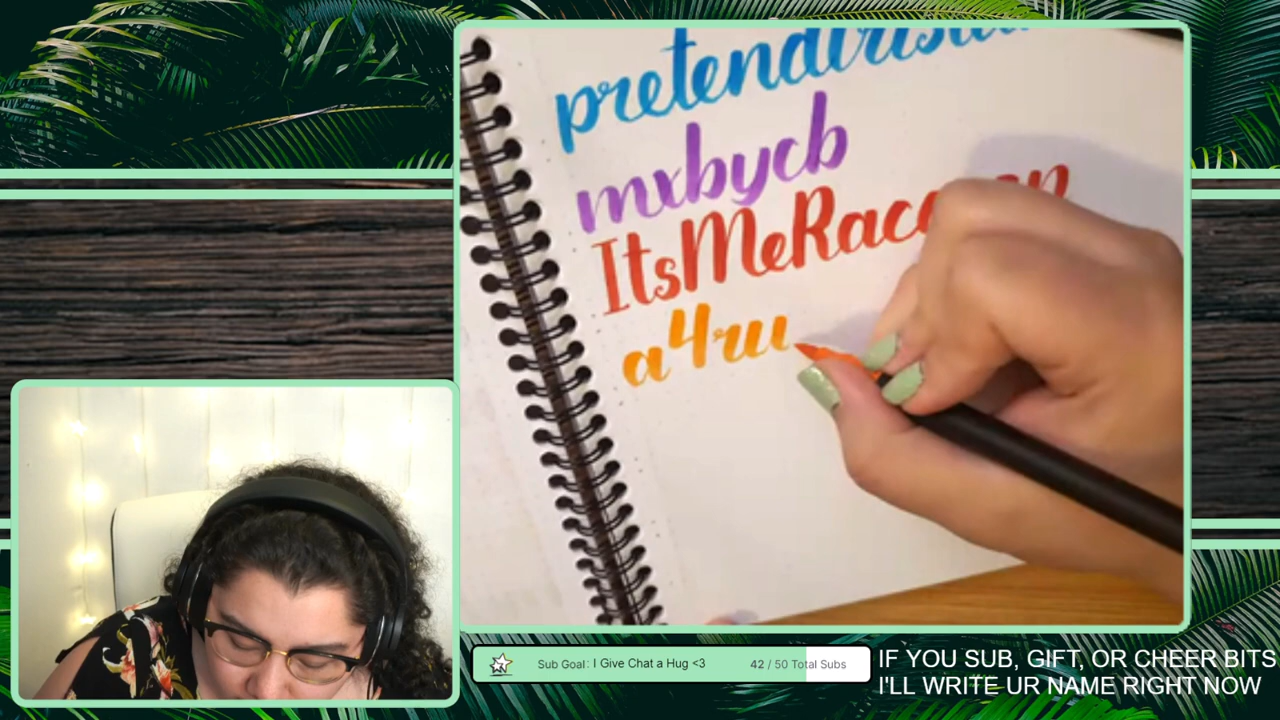 mxbycb
a4ru
Sub Goal: I Give Chat a Hug <3
42 / 50 Total Subs
IF YOU SUB, GIFT, OR CHEER BITS
I'LL WRITE UR NAME RIGHT NOW